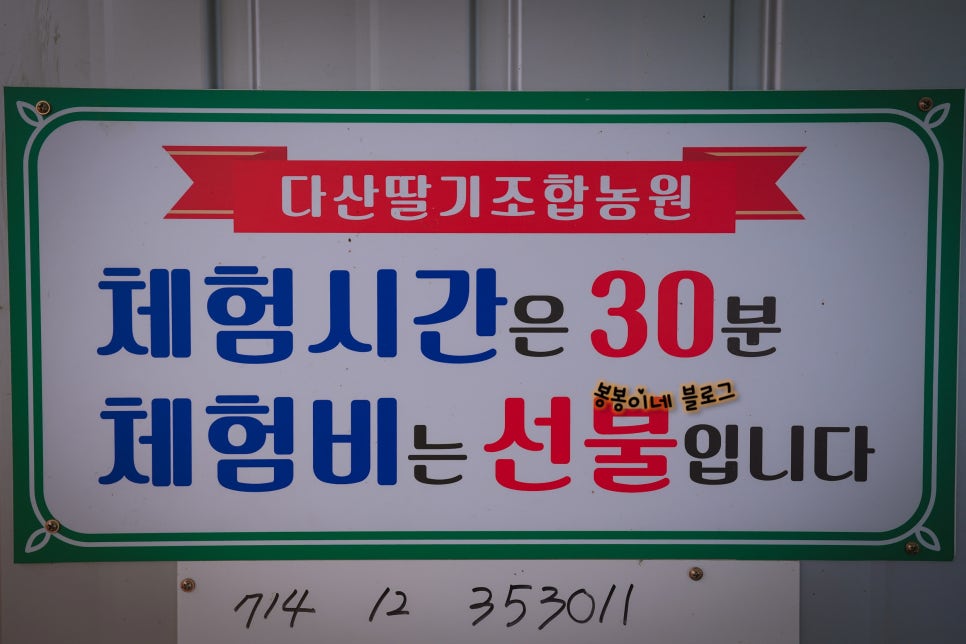 다산딸기조합농원
체험시간은 30분
봉봉이네 블로그
체험비는 선물입니다
714 12 353011